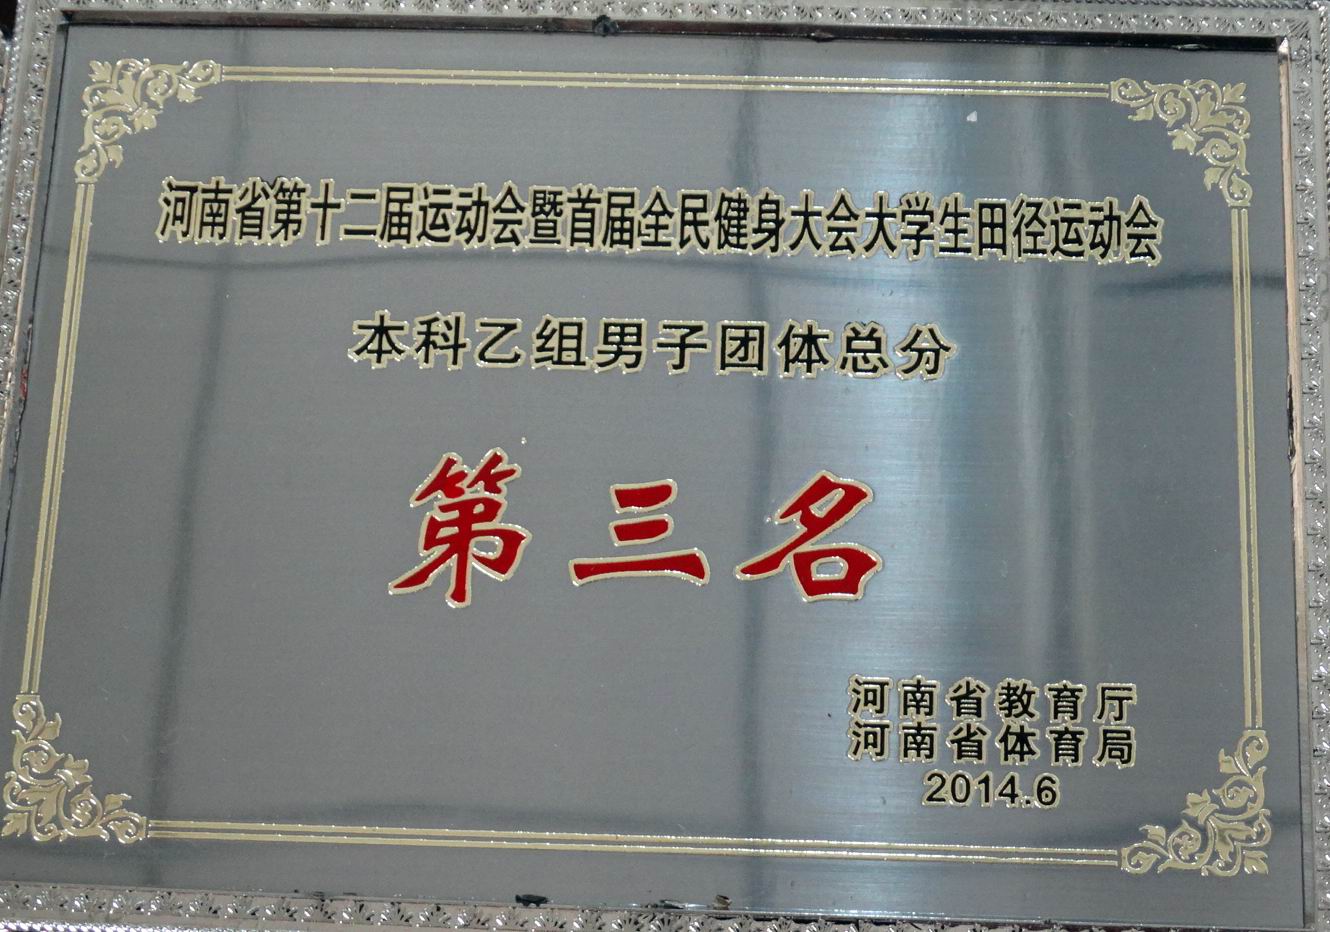 河南省第十二届运动会暨首届全民健身大会大学生田径运动会
本科乙组男子团体总分
第三名
河南省教育厅
河南省体育局
2014.6